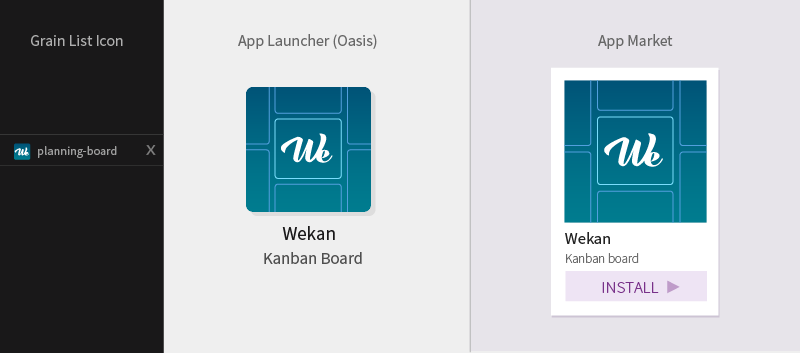 Grain List Icon
planning-board X
App Launcher (Oasis)
We
Wekan
Kanban Board
App Market
We
Wekan
Kanban board
INSTALL